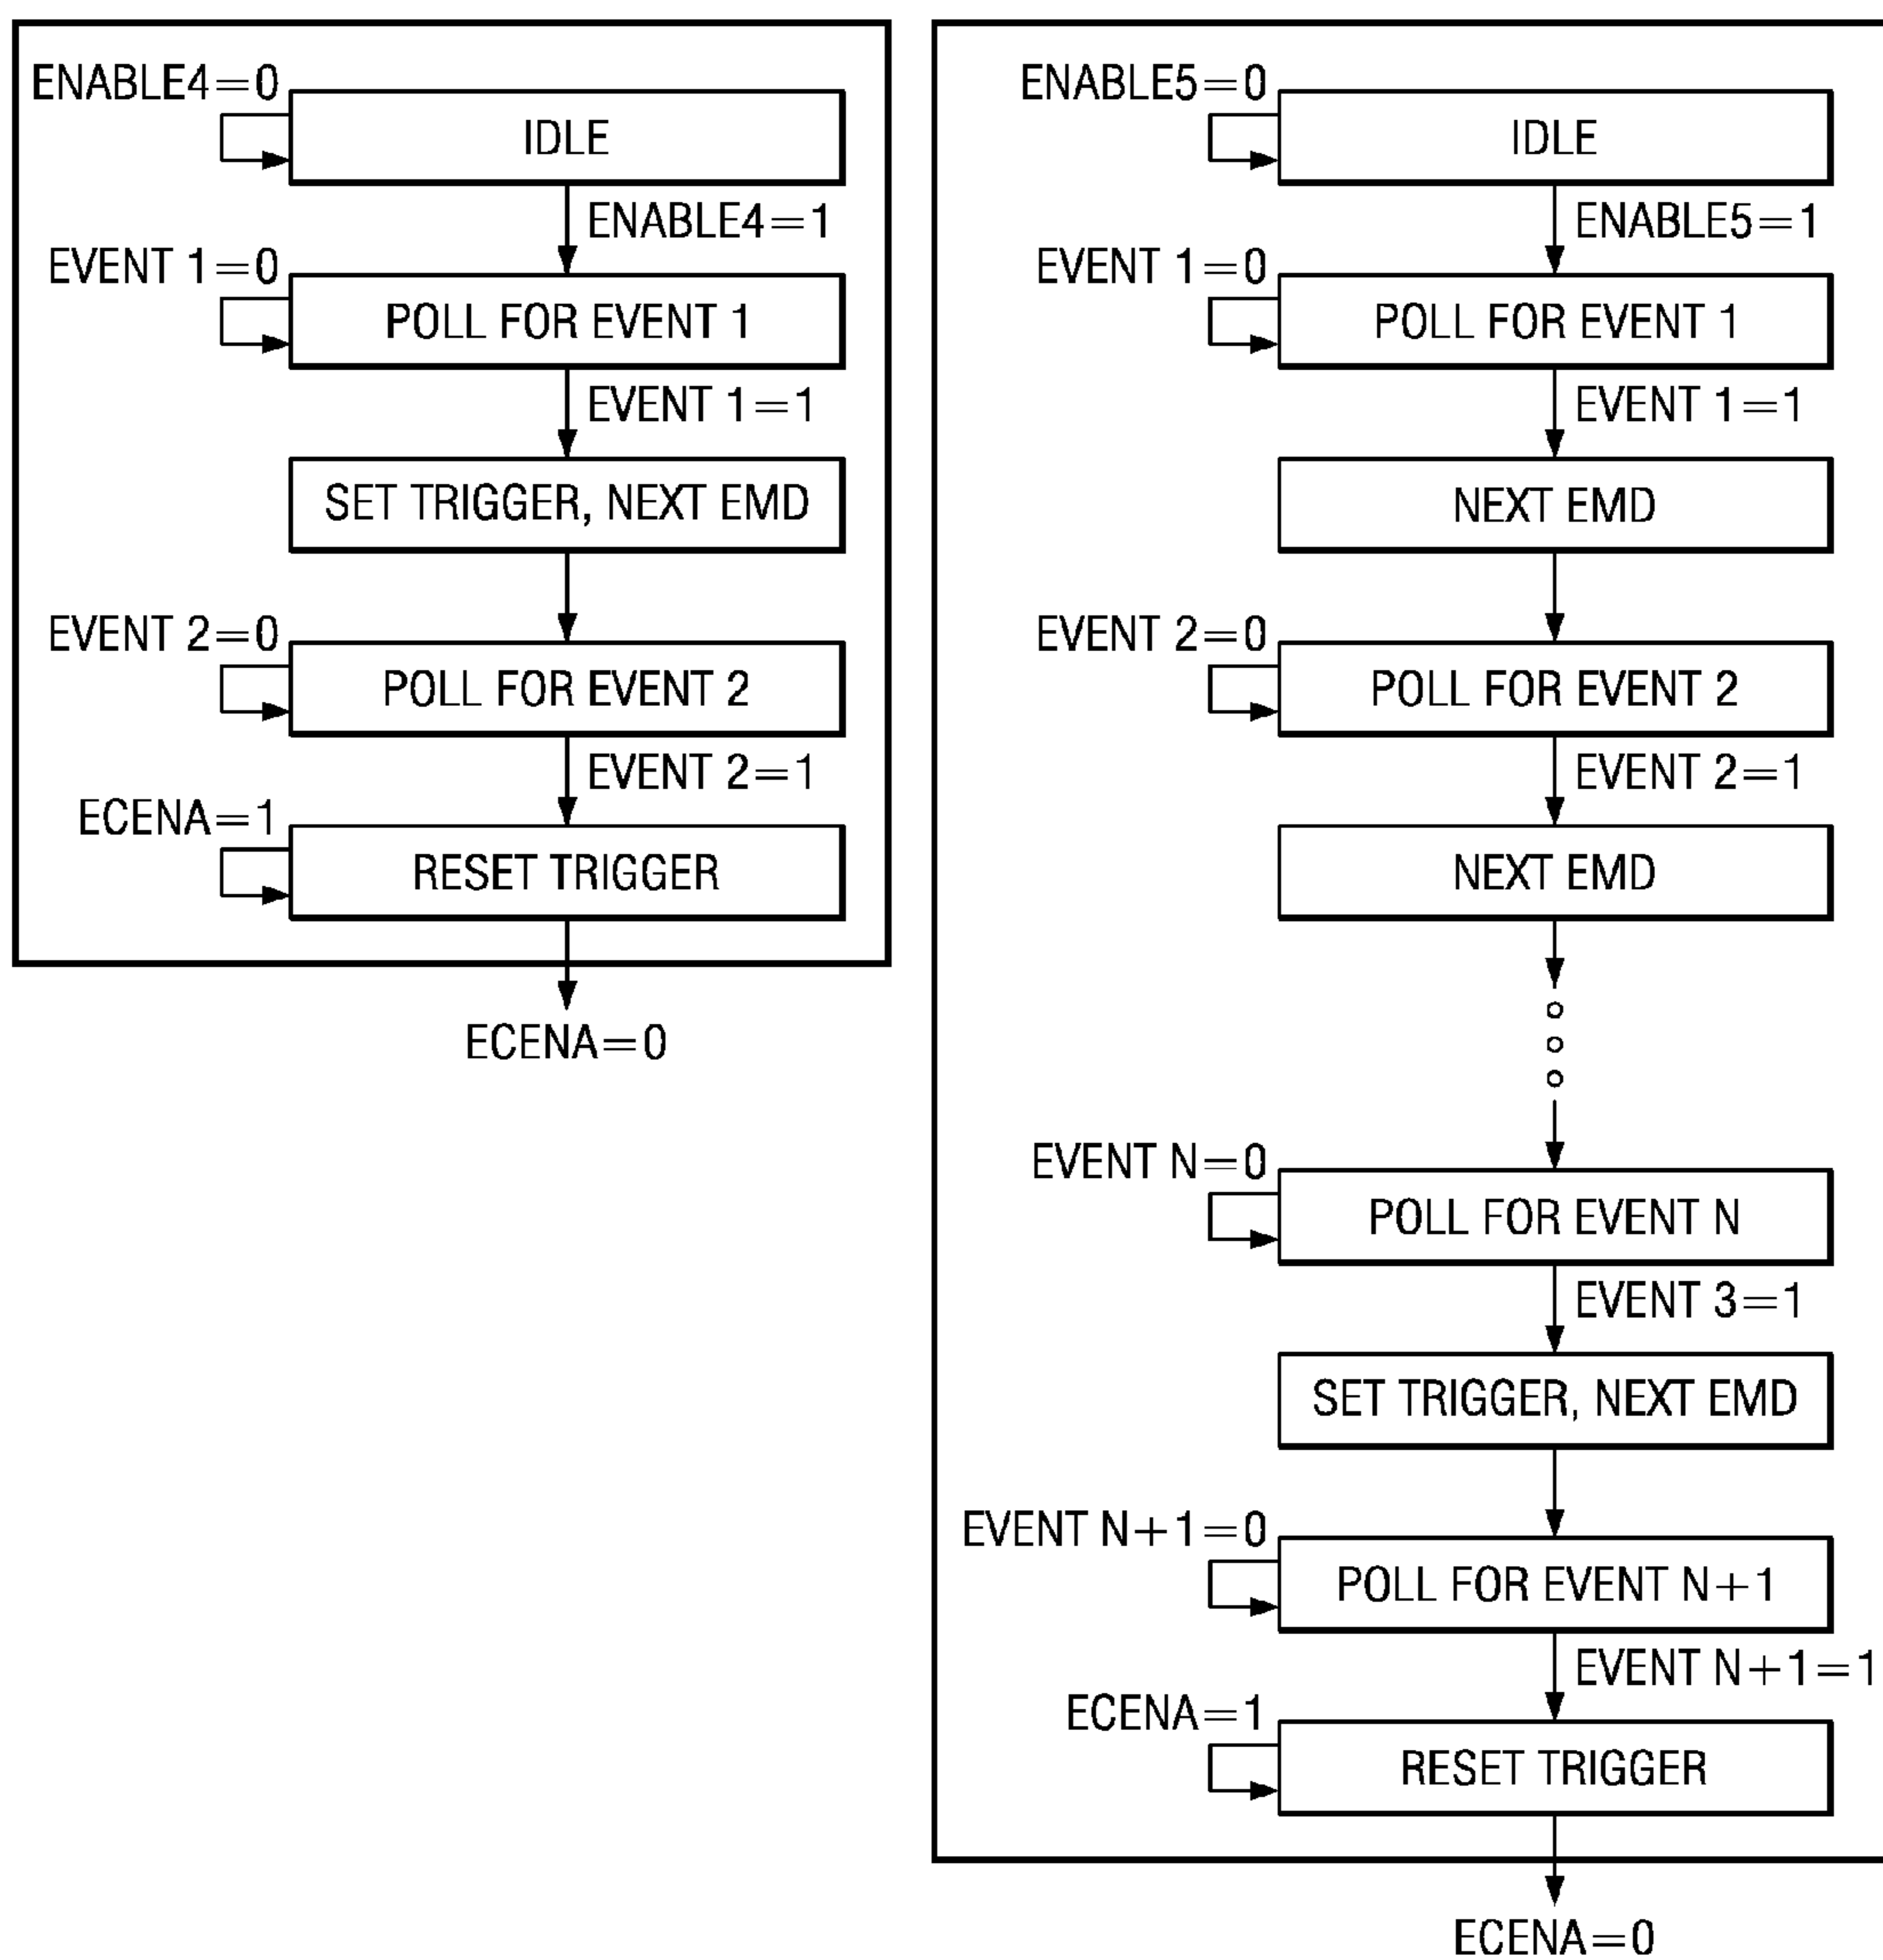 ENABLE4=0
IDLE
ENABLE4=1
EVENT 1=0
POLL FOR EVENT 1
EVENT 1=1
SET TRIGGER, NEXT EMD
EVENT 2=0
POLL FOR EVENT 2
EVENT 2=1
ECENA=1
RESET TRIGGER
ECENA=0
ENABLE5=0
IDLE
ENABLE5=1
EVENT 1=0
POLL FOR EVENT 1
EVENT 1=1
NEXT EMD
EVENT 2=0
POLL FOR EVENT 2
EVENT 2=1
NEXT EMD
EVENT N=0
POLL FOR EVENT N
EVENT 3=1
SET TRIGGER, NEXT EMD
EVENT N+1=0
POLL FOR EVENT N+1
EVENT N+1=1
ECENA=1
RESET TRIGGER
ECENA=0